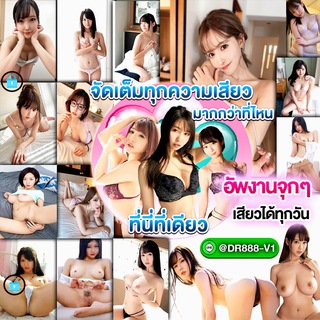 จัดเต็มทุกความเสียว
มากกว่าที่ไหน
อัพงานจุกๆ
เสียวได้ทุกวัน
ที่นี่ที่เดียว
@DR888-V1